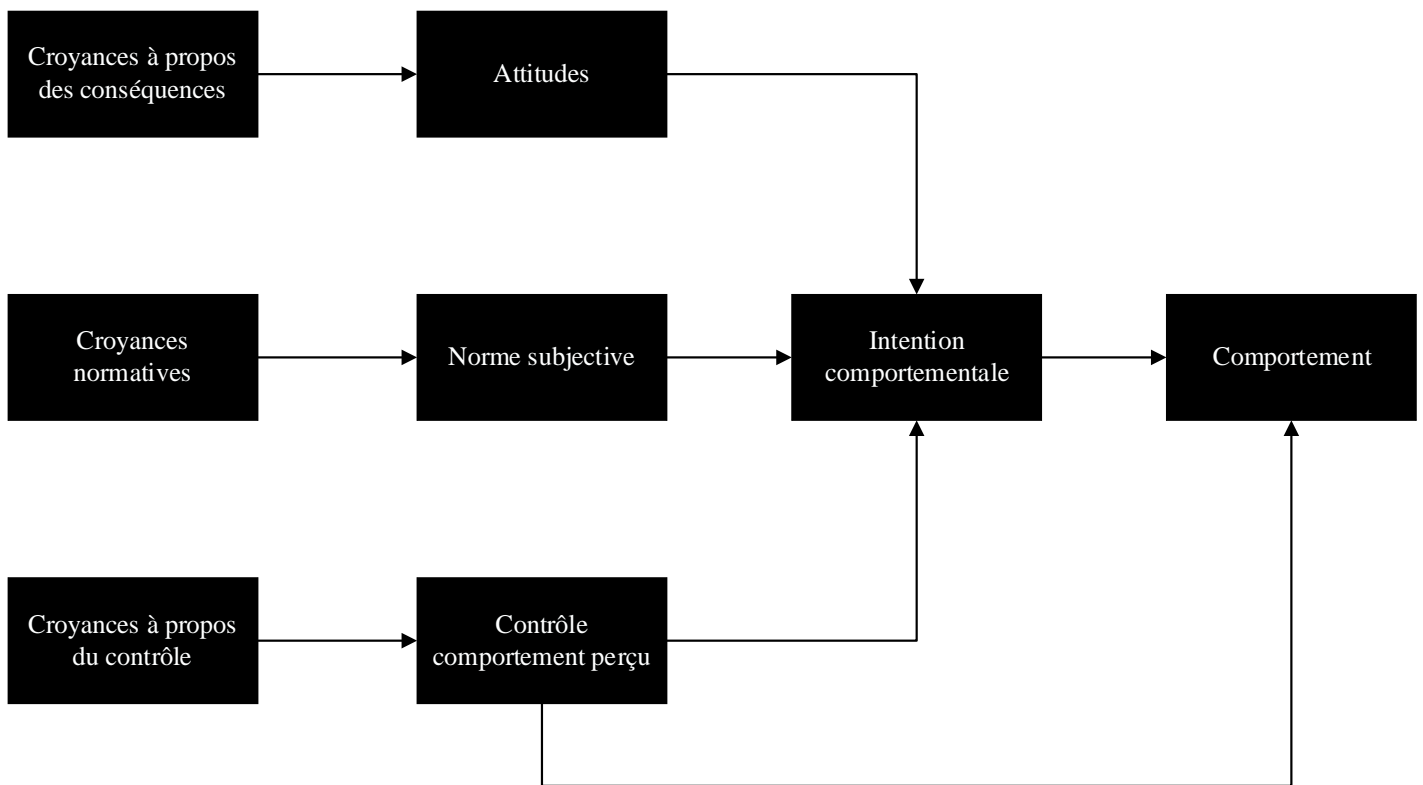 Croyances à propos
des conséquences
Attitudes
Croyances
normatives
Norme subjective
Intention
comportementale
Comportement
Croyances à propos
du contrôle
Contrôle
comportement perçu